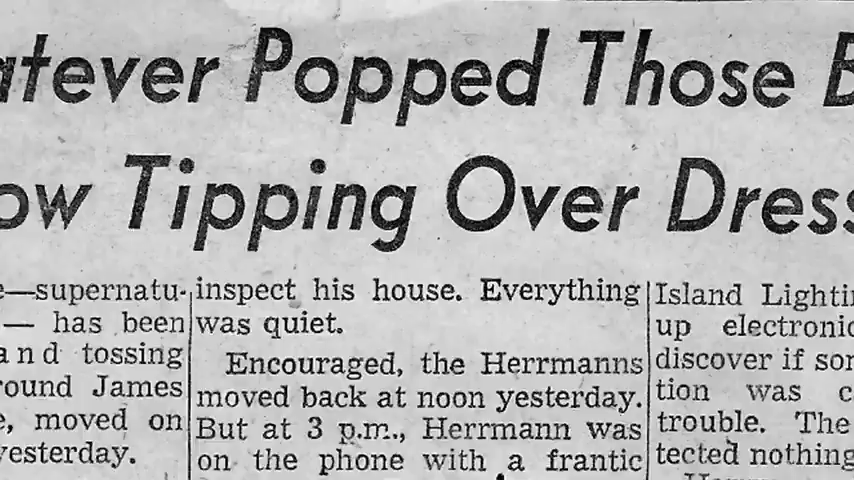 atever Popped Those B
ow Tipping Over Dress
e—supernatu-
— has been
and tossing
round James
e, moved on
yesterday.
inspect his house. Everything
was quiet.
Encouraged, the Herrmanns
moved back at noon yesterday.
But at 3 p.m., Herrmann was
on the phone with a frantic
Island Lightin
up electronic
discover if som
tion was c
trouble. The
tected nothing